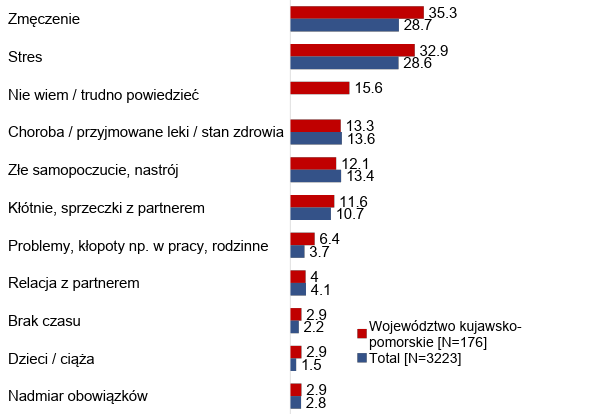 Zmęczenie 35.3
28.7
Stres 32.9
28.6
Nie wiem / trudno powiedzieć 15.6
Choroba / przyjmowane leki / stan zdrowia 13.3
13.6
Złe samopoczucie, nastrój 12.1
13.4
Kłótnie, sprzeczki z partnerem 11.6
10.7
Problemy, kłopoty np. w pracy, rodzinne 6.4
3.7
Relacja z partnerem 4
4.1
Brak czasu 2.9
2.2
Dzieci / ciąża 2.9
1.5
Nadmiar obowiązków 2.9
2.8
Województwo kujawsko-
pomorskie [N=176]
Total [N=3223]